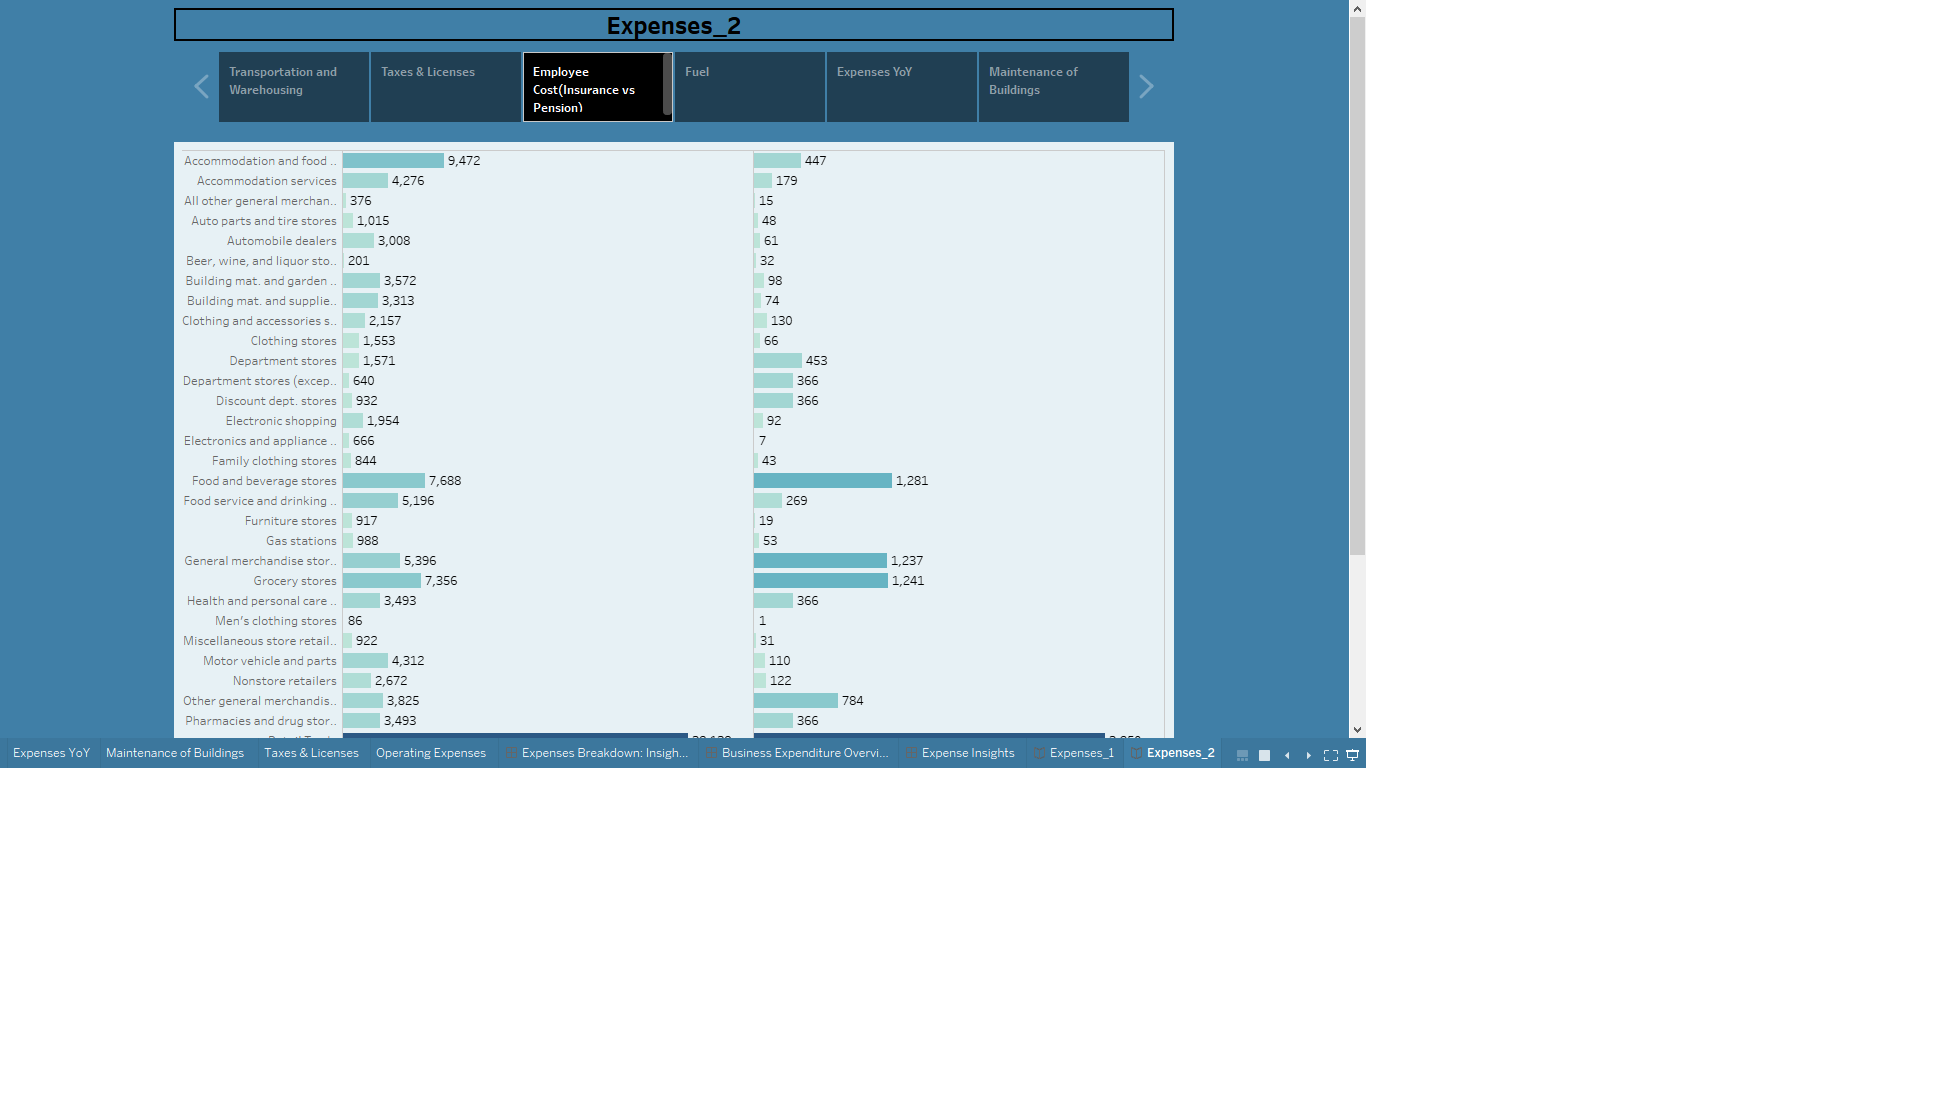 Expenses_2
Transportation and
Warehousing
Taxes & Licenses
Employee
Cost(Insurance vs
Pension)
Fuel
Expenses YoY
Maintenance of
Buildings
Accommodation and food .. 9,472 447
Accommodation services 4,276 179
All other general merchan.. 376 15
Auto parts and tire stores 1,015 48
Automobile dealers 3,008 61
Beer, wine, and liquor sto.. 201 32
Building mat. and garden .. 3,572 98
Building mat. and supplie.. 3,313 74
Clothing and accessories s.. 2,157 130
Clothing stores 1,553 66
Department stores 1,571 453
Department stores (excep.. 640 366
Discount dept. stores 932 366
Electronic shopping 1,954 92
Electronics and appliance .. 666 7
Family clothing stores 844 43
Food and beverage stores 7,688 1,281
Food service and drinking .. 5,196 269
Furniture stores 917 19
Gas stations 988 53
General merchandise stor.. 5,396 1,237
Grocery stores 7,356 1,241
Health and personal care .. 3,493 366
Men's clothing stores 86 1
Miscellaneous store retail.. 922 31
Motor vehicle and parts 4,312 110
Nonstore retailers 2,672 122
Other general merchandis.. 3,825 784
Pharmacies and drug stor.. 3,493 366
Expenses YoY
Maintenance of Buildings
Taxes & Licenses
Operating Expenses
Expenses Breakdown: Insigh...
Business Expenditure Overvi...
Expense Insights
Expenses_1
Expenses_2